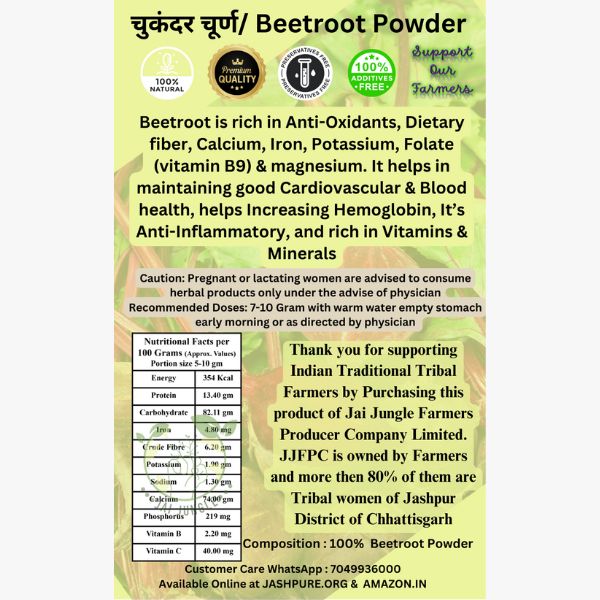 चुकंदर चूर्ण/ Beetroot Powder
100%
NATURAL
Premium
QUALITY
PRESERVATIVES FREE
PRESERVATIVES FREE
100%
ADDITIVES
FREE
Support
Our
Farmers
Beetroot is rich in Anti-Oxidants, Dietary
fiber, Calcium, Iron, Potassium, Folate
(vitamin B9) & magnesium. It helps in
maintaining good Cardiovascular & Blood
health, helps Increasing Hemoglobin, It's
Anti-Inflammatory, and rich in Vitamins &
Minerals
Caution: Pregnant or lactating women are advised to consume
herbal products only under the advise of physician
Recommended Doses: 7-10 Gram with warm water empty stomach
early morning or as directed by physician
Nutritional Facts per
100 Grams (Approx. Values)
Portion size 5-10 gm
Energy 354 Kcal
Protein 13.40 gm
Carbohydrate 82.11 gm
Iron 4.80 mg
Crude Fibre 6.20 gm
Potassium 1.90 gm
Sodium 1.30 gm
Calcium 74.00 gm
Phosphorus 219 mg
Vitamin B 2.20 mg
Vitamin C 40.00 mg
JAI JUNGLE
Thank you for supporting
Indian Traditional Tribal
Farmers by Purchasing this
product of Jai Jungle Farmers
Producer Company Limited.
JJFPC is owned by Farmers
and more then 80% of them are
Tribal women of Jashpur
District of Chhattisgarh
Composition : 100% Beetroot Powder
Customer Care WhatsApp : 7049936000
Available Online at JASHPURE.ORG & AMAZON.IN